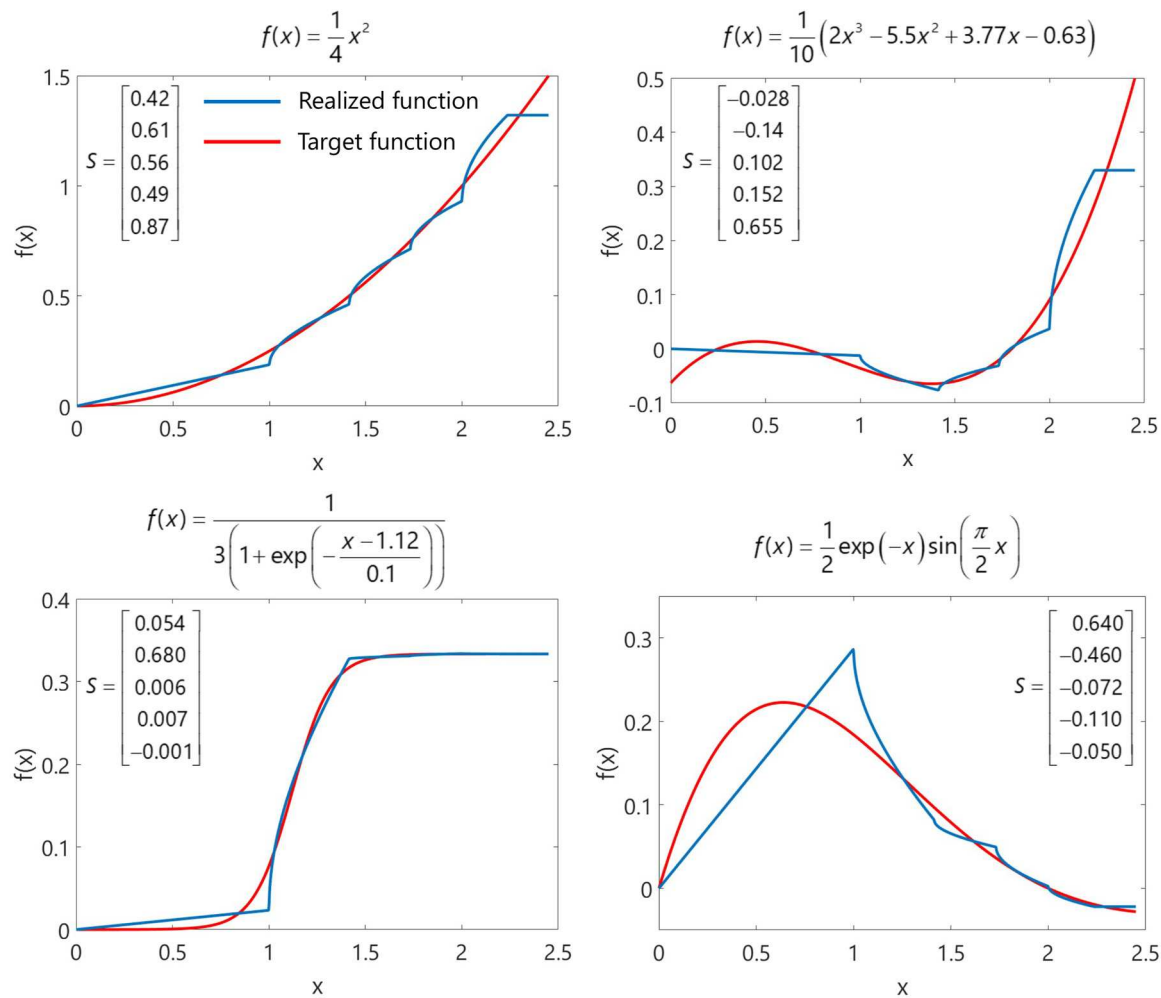 f(x) = 1/4 x²
1.5
1
0.5
0
0 0.5 1 1.5 2 2.5
f(x)
x
S = [0.42
0.61
0.56
0.49
0.87]
Realized function
Target function
f(x) = 1/10 (2x³ − 5.5x² + 3.77x − 0.63)
0.5
0.4
0.3
0.2
0.1
0
-0.1
0 0.5 1 1.5 2 2.5
f(x)
x
S = [−0.028
−0.14
0.102
0.152
0.655]
f(x) = 1 / 3(1 + exp(− (x − 1.12)/0.1))
0.4
0.3
0.2
0.1
0
0 0.5 1 1.5 2 2.5
f(x)
x
S = [0.054
0.680
0.006
0.007
−0.001]
f(x) = 1/2 exp(−x) sin(π/2 x)
0.3
0.2
0.1
0
0 0.5 1 1.5 2 2.5
f(x)
x
S = [0.640
−0.460
−0.072
−0.110
−0.050]